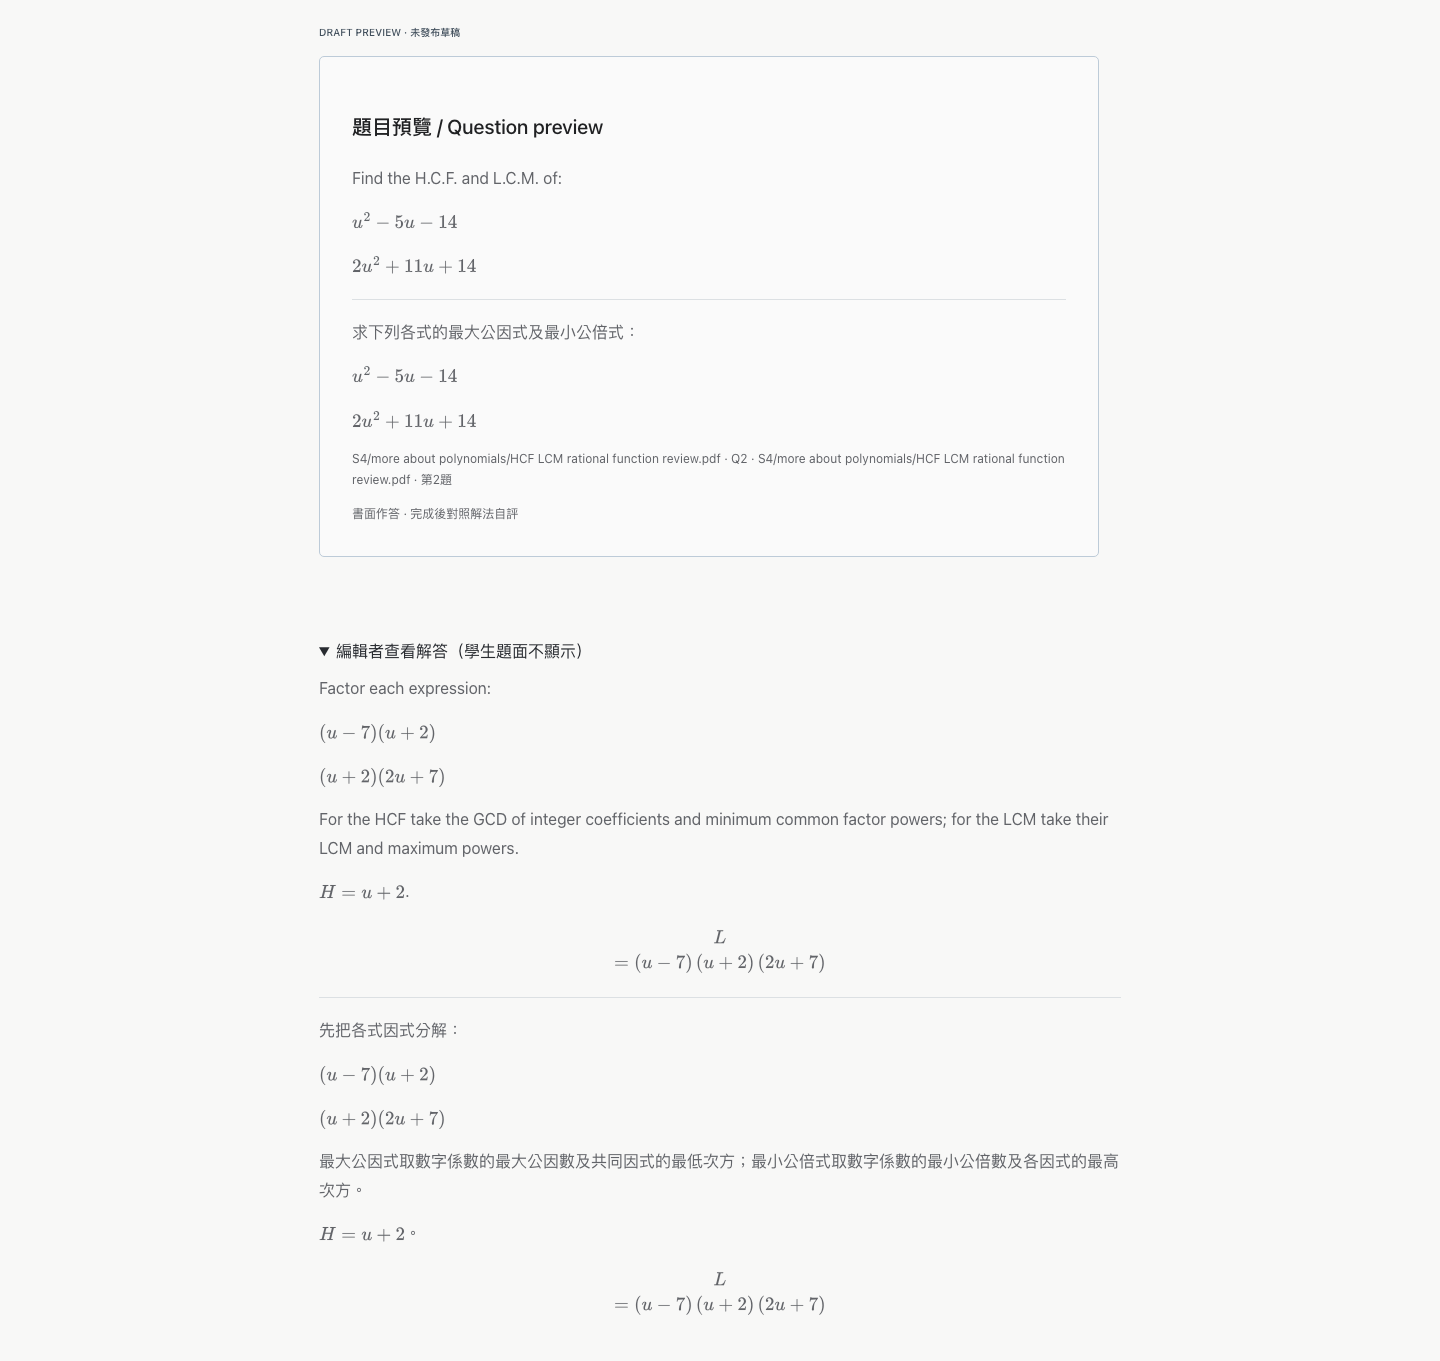 DRAFT PREVIEW · 未發布草稿
題目預覽 / Question preview
Find the H.C.F. and L.C.M. of:
u² − 5u − 14
2u² + 11u + 14
求下列各式的最大公因式及最小公倍式：
u² − 5u − 14
2u² + 11u + 14
S4/more about polynomials/HCF LCM rational function review.pdf · Q2 · S4/more about polynomials/HCF LCM rational function
review.pdf · 第2題
書面作答 · 完成後對照解法自評
▼ 編輯者查看解答（學生題面不顯示）
Factor each expression:
(u − 7)(u + 2)
(u + 2)(2u + 7)
For the HCF take the GCD of integer coefficients and minimum common factor powers; for the LCM take their
LCM and maximum powers.
H = u + 2.
L
= (u − 7) (u + 2) (2u + 7)
先把各式因式分解：
(u − 7)(u + 2)
(u + 2)(2u + 7)
最大公因式取數字係數的最大公因數及共同因式的最低次方；最小公倍式取數字係數的最小公倍數及各因式的最高
次方。
H = u + 2。
L
= (u − 7) (u + 2) (2u + 7)